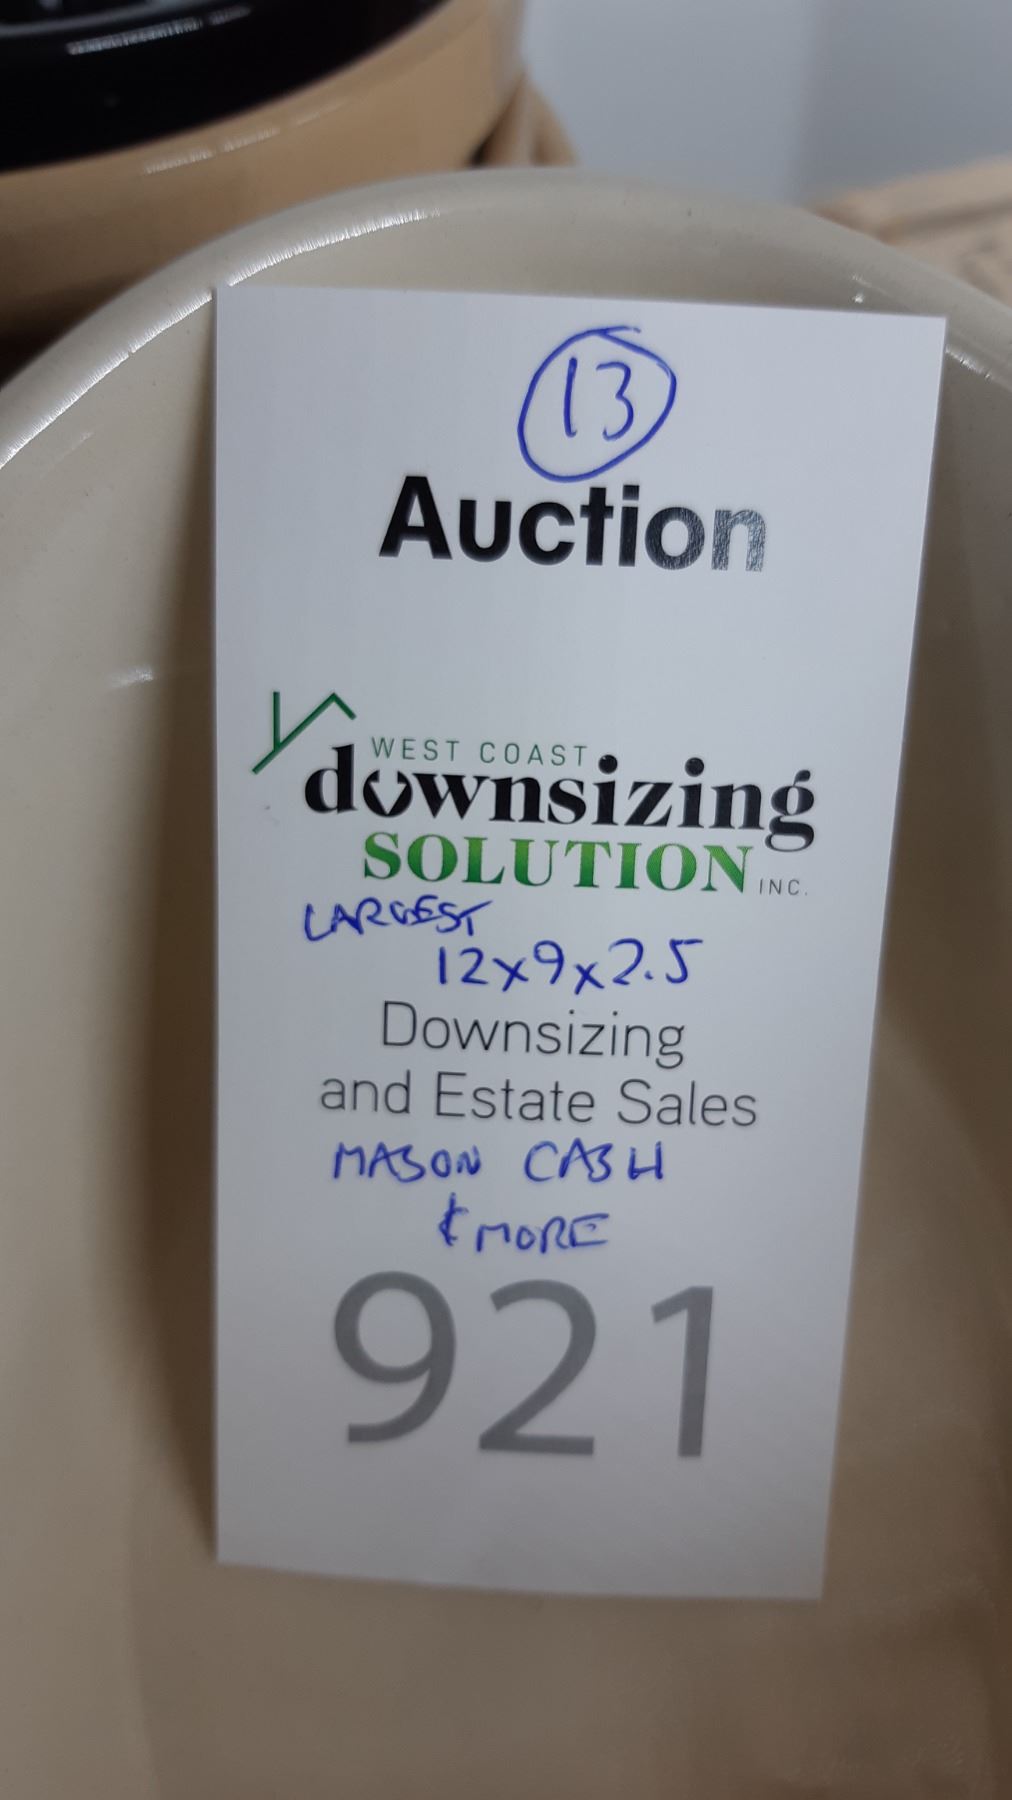 13
Auction
WEST COAST
downsizing
SOLUTION INC.
LARGEST
12x9x2.5
Downsizing
and Estate Sales
MASON CASH
& MORE
921